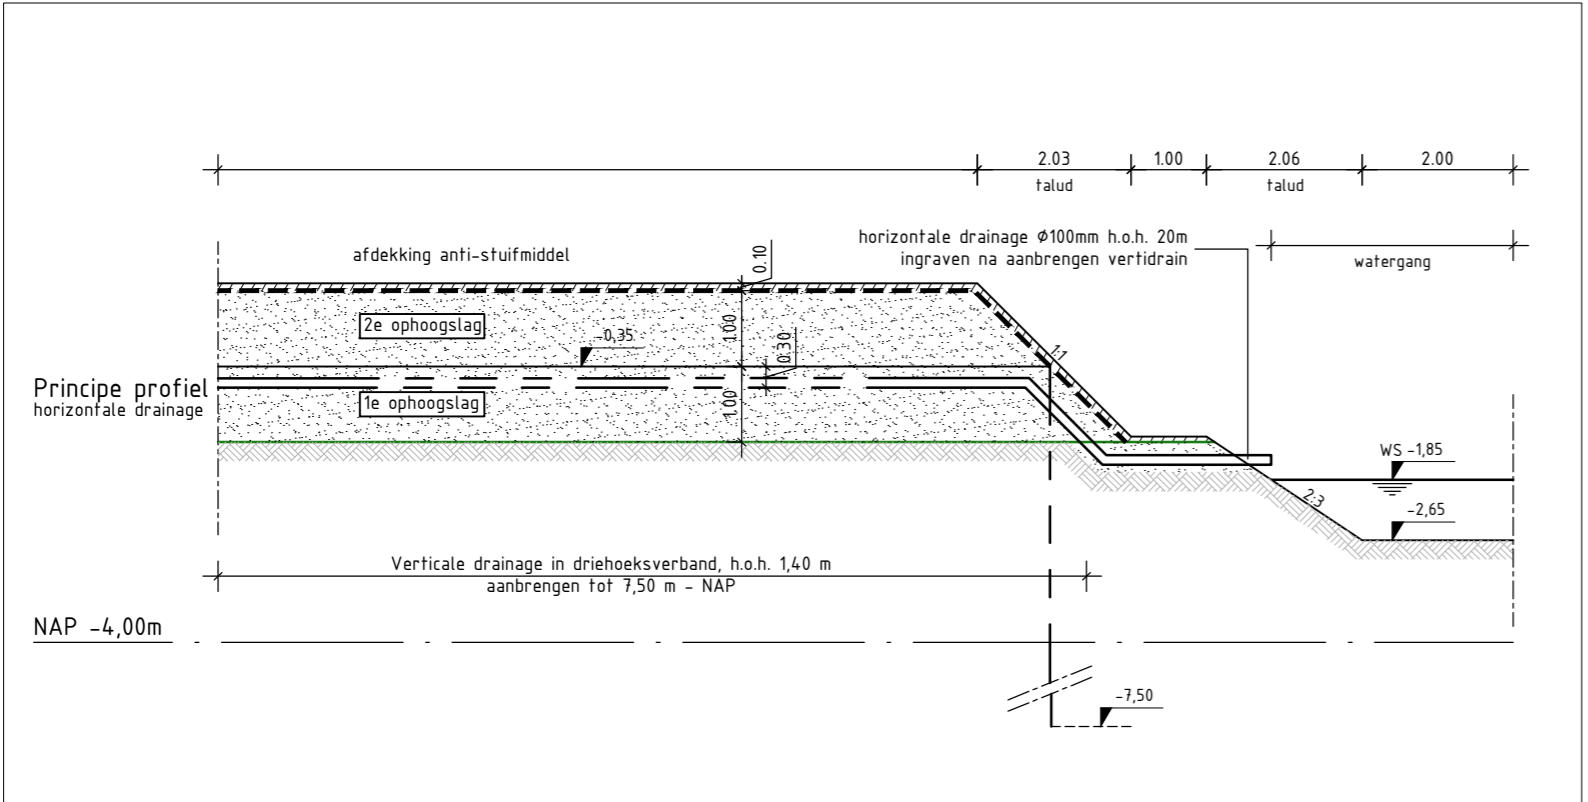 2.03
1.00
2.06
2.00
talud
talud
horizontale drainage Φ100mm h.o.h. 20m
ingraven na aanbrengen vertidrain
watergang
afdekking anti-stuifmiddel
0.10
2e ophoogslag
1.00
-0,35
0.30
1:1
Principe profiel
horizontale drainage
1e ophoogslag
1.00
WS -1,85
2:3
-2,65
Verticale drainage in driehoeksverband, h.o.h. 1,40 m
aanbrengen tot 7,50 m - NAP
NAP -4,00m
-7,50